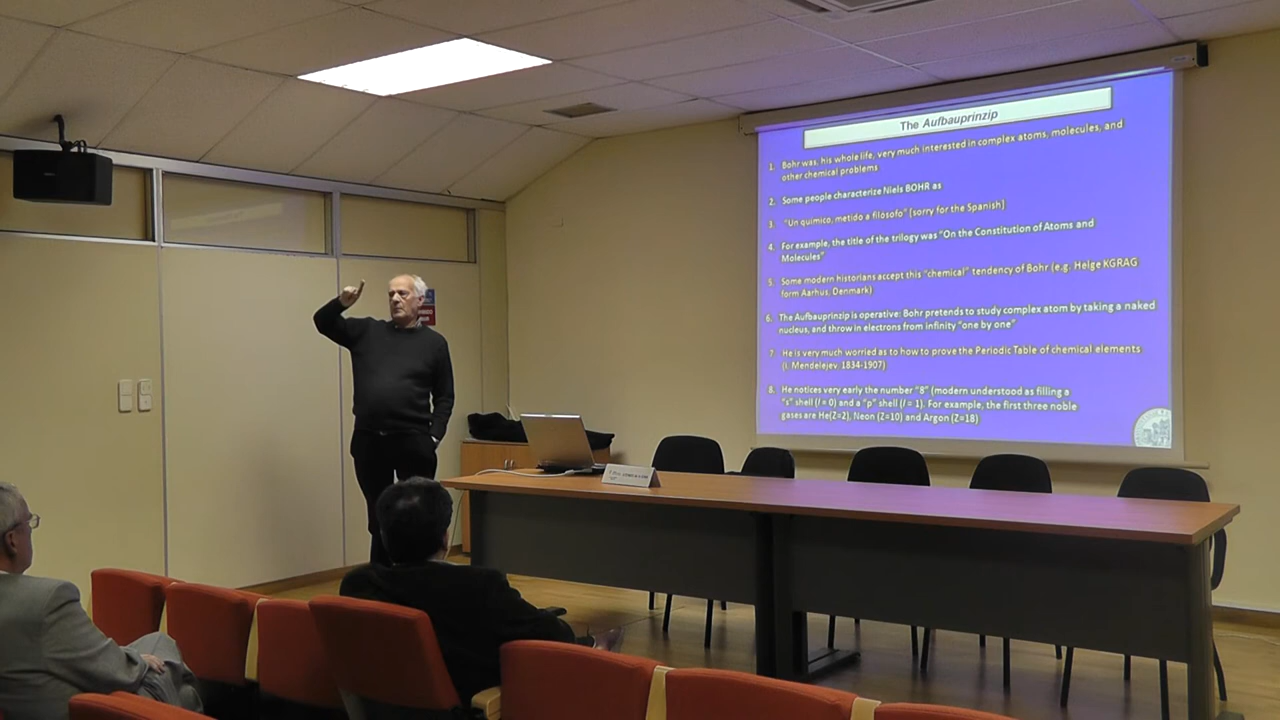 The Aufbauprinzip
1. Bohr was, his whole life, very much interested in complex atoms, molecules, and
other chemical problems
2. Some people characterize Niels BOHR as
3. "Un químico, metido a filósofo" [sorry for the Spanish]
4. For example, the title of the trilogy was "On the Constitution of Atoms and
Molecules"
5. Some modern historians accept this "chemical" tendency of Bohr (e.g. Helge KGRAG
form Aarhus, Denmark)
6. The Aufbauprinzip is operative: Bohr pretends to study complex atom by taking a naked
nucleus, and throw in electrons from infinity "one by one"
7. He is very much worried as to how to prove the Periodic Table of chemical elements
(I. Mendelejev, 1834-1907)
8. He notices very early the number "8" (modern understood as filling a
"s" shell (l = 0) and a "p" shell (l = 1). For example, the first three noble
gases are He(Z=2), Neon (Z=10) and Argon (Z=18)